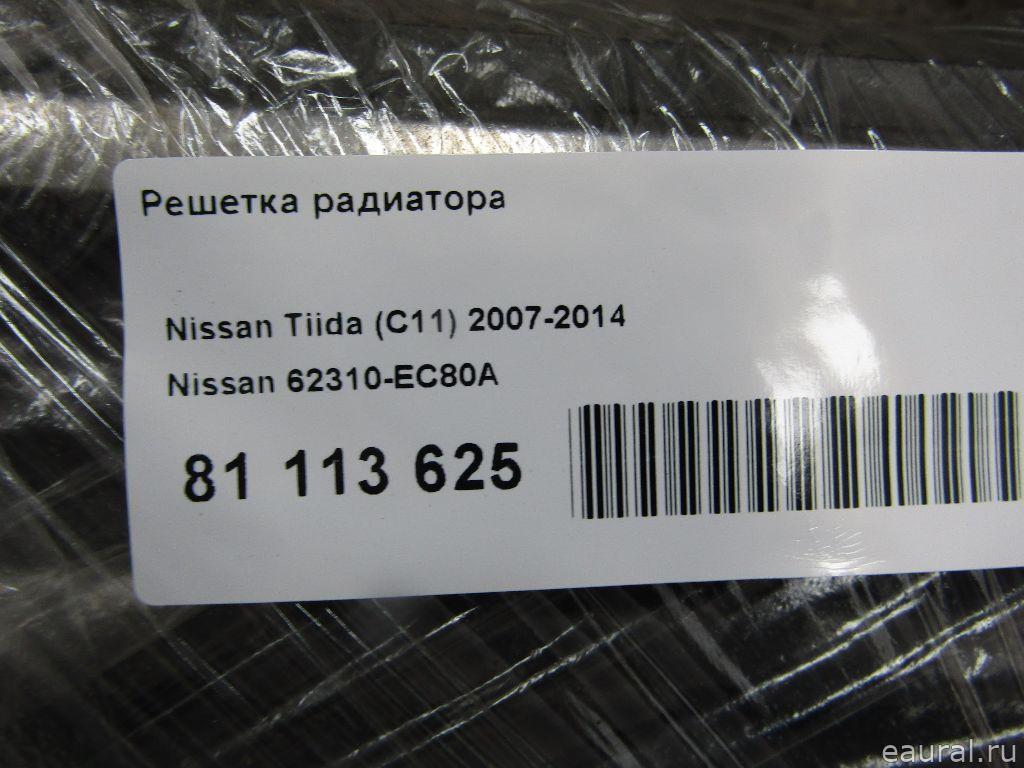 Решетка радиатора
Nissan Tiida (C11) 2007-2014
Nissan 62310-EC80A
81 113 625
eaural.ru